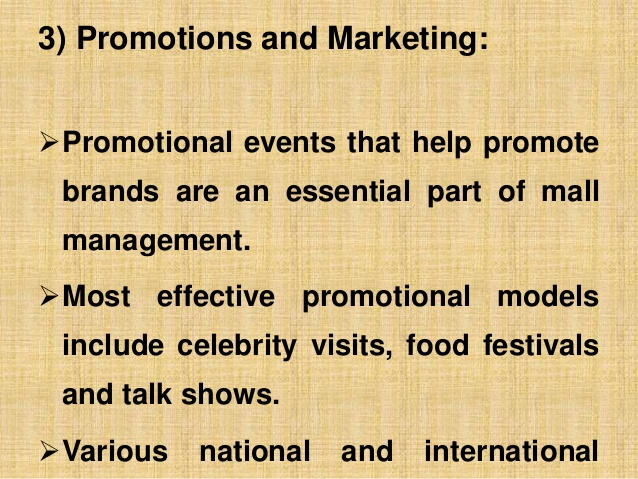 3) Promotions and Marketing:
➢Promotional events that help promote
brands are an essential part of mall
management.
➢Most effective promotional models
include celebrity visits, food festivals
and talk shows.
➢Various national and international